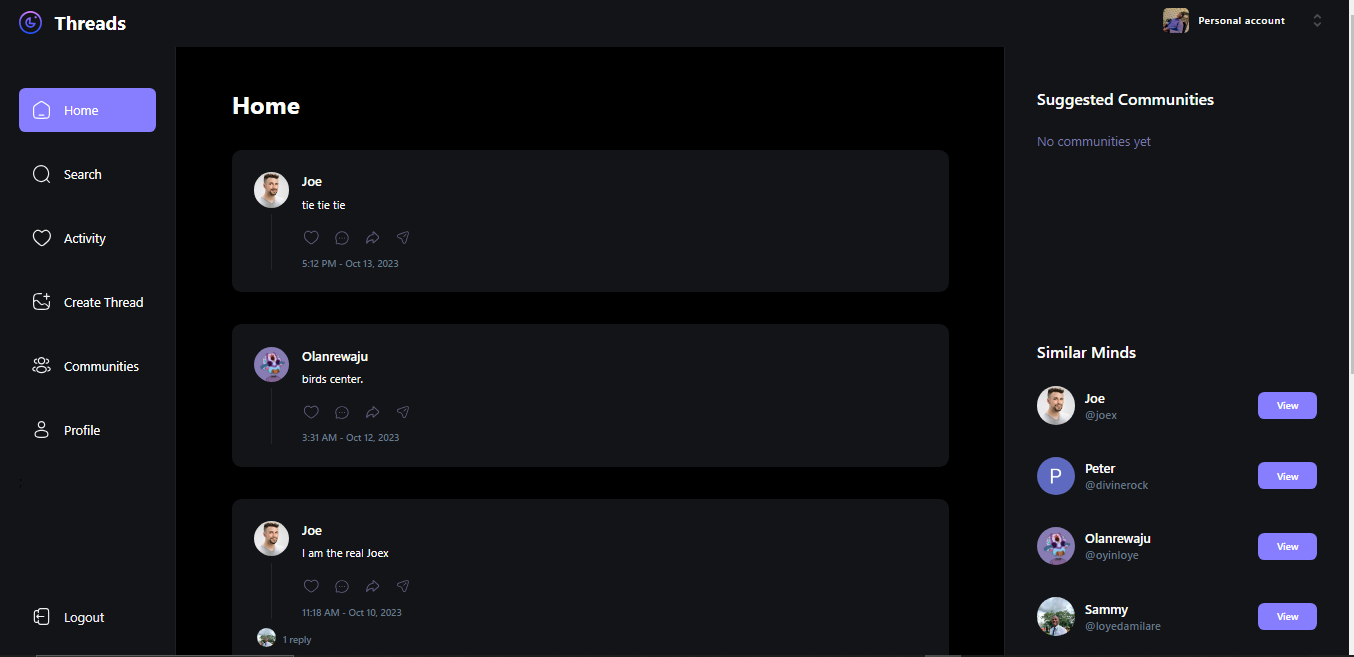 Threads
Personal account
Home
Search
Activity
Create Thread
Communities
Profile
Logout
Home
Joe
tie tie tie
5:12 PM - Oct 13, 2023
Olanrewaju
birds center.
3:31 AM - Oct 12, 2023
Joe
I am the real Joex
11:18 AM - Oct 10, 2023
1 reply
Suggested Communities
No communities yet
Similar Minds
Joe
@joex
View
P
Peter
@divinerock
View
Olanrewaju
@oyinloye
View
Sammy
@loyedamilare
View